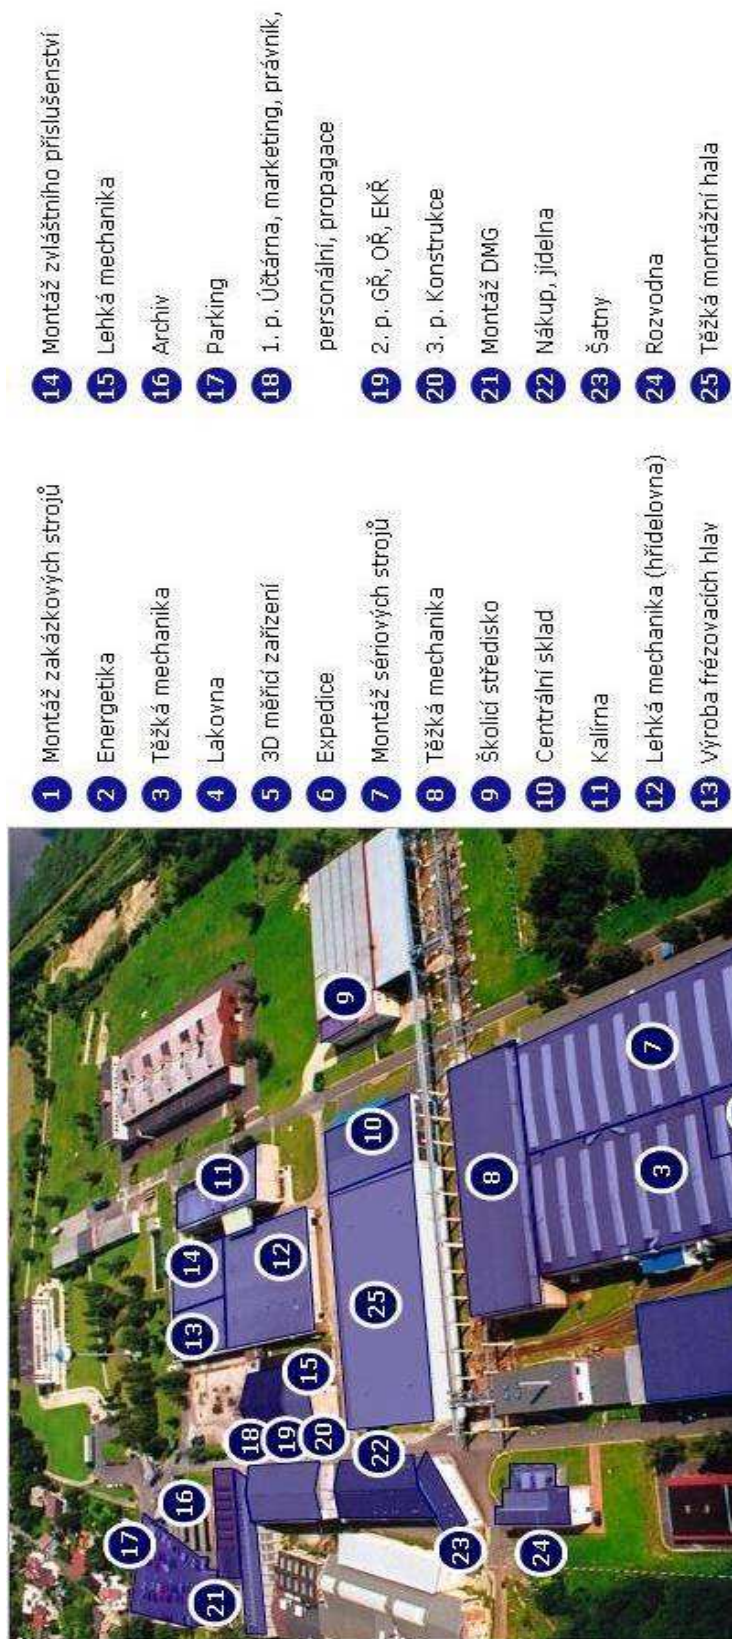 1 Montáž zakázkových strojů
2 Energetika
3 Těžká mechanika
4 Lakovna
5 3D měřicí zařízení
6 Expedice
7 Montáž sériových strojů
8 Těžká mechanika
9 Školicí středisko
10 Centrální sklad
11 Kalírna
12 Lehká mechanika (hřídelovna)
13 Výroba frézovacích hlav
14 Montáž zvláštního příslušenství
15 Lehká mechanika
16 Archiv
17 Parking
18 1. p. Účtárna, marketing, právník,
personální, propagace
19 2. p. GŘ, OŘ, EKŘ
20 3. p. Konstrukce
21 Montáž DMG
22 Nákup, jídelna
23 Šatny
24 Rozvodna
25 Těžká montážní hala
17
16
21
18
19
20
15
13
14
12
11
9
10
25
22
23
24
8
7
3